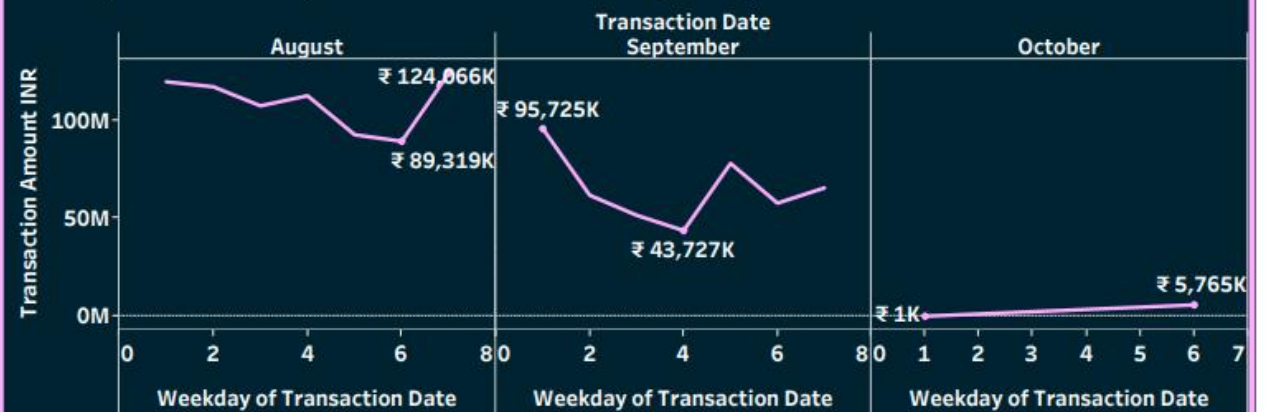 Transaction Date
August
September
October
Transaction Amount INR
100M
50M
0M
₹ 124,066K
₹ 89,319K
₹ 95,725K
₹ 43,727K
₹ 1K
₹ 5,765K
0 2 4 6 8
0 2 4 6 8
0 1 2 3 4 5 6 7
Weekday of Transaction Date
Weekday of Transaction Date
Weekday of Transaction Date